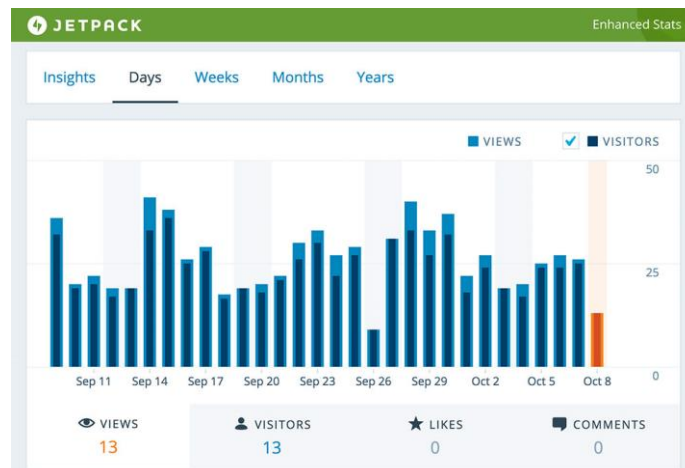 JETPACK Enhanced Stats
Insights Days Weeks Months Years
VIEWS VISITORS
50
25
0
Sep 11 Sep 14 Sep 17 Sep 20 Sep 23 Sep 26 Sep 29 Oct 2 Oct 5 Oct 8
VIEWS VISITORS LIKES COMMENTS
13 13 0 0